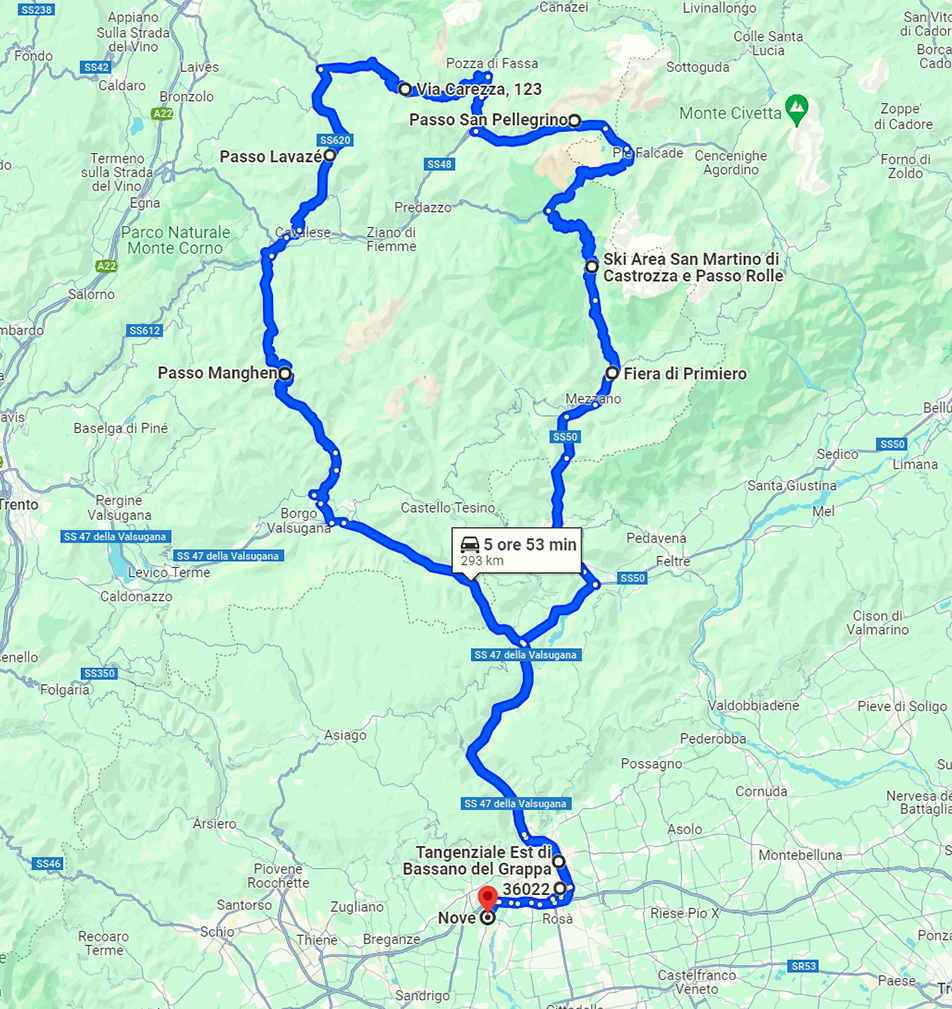 SS238
Canazei
Livinallongo
San Vito
di Cadore
Appiano
Sulla Strada
del Vino
Fondo
SS42
Laives
Caldaro
Bronzolo
A22
Pozza di Fassa
Sottoguda
Colle Santa
Lucia
Via Carezza, 123
Passo San Pellegrino
Monte Civetta
Zoppe'
di Cadore
SS620
Passo Lavazé
SS48
Falcade
Cencenighe
Agordino
Forno di
Zoldo
Termeno
sulla Strada
del Vino
Egna
Predazzo
Parco Naturale
Monte Corno
Cavalese
Ziano di
Fiemme
A22
Salorno
Ski Area San Martino di
Castrozza e Passo Rolle
SS612
Passo Manghen
Fiera di Primiero
Mezzano
Baselga di Piné
SS50
SS50
Sedico
Limana
Trento
Pergine
Valsugana
Borgo
Valsugana
Castello Tesino
Santa Giustina
Mel
SS 47 della Valsugana
SS 47 della Valsugana
Levico Terme
Caldonazzo
5 ore 53 min
293 km
Pedavena
Feltre
SS50
Cison di
Valmarino
SS 47 della Valsugana
SS350
Folgaria
Valdobbiadene
Pieve di Soligo
Asiago
Pederobba
Possagno
SS 47 della Valsugana
Cornuda
Nervesa de
Battaglia
Arsiero
Asolo
Montebelluna
SS46
Tangenziale Est di
Bassano del Grappa
Piovene
Rocchette
36022
Santorso
Zugliano
Nove
Rosà
Riese Pio X
Schio
Thiene
Breganze
Recoaro
Terme
SR53
Castelfranco
Veneto
Paese
Sandrigo
Cittadella